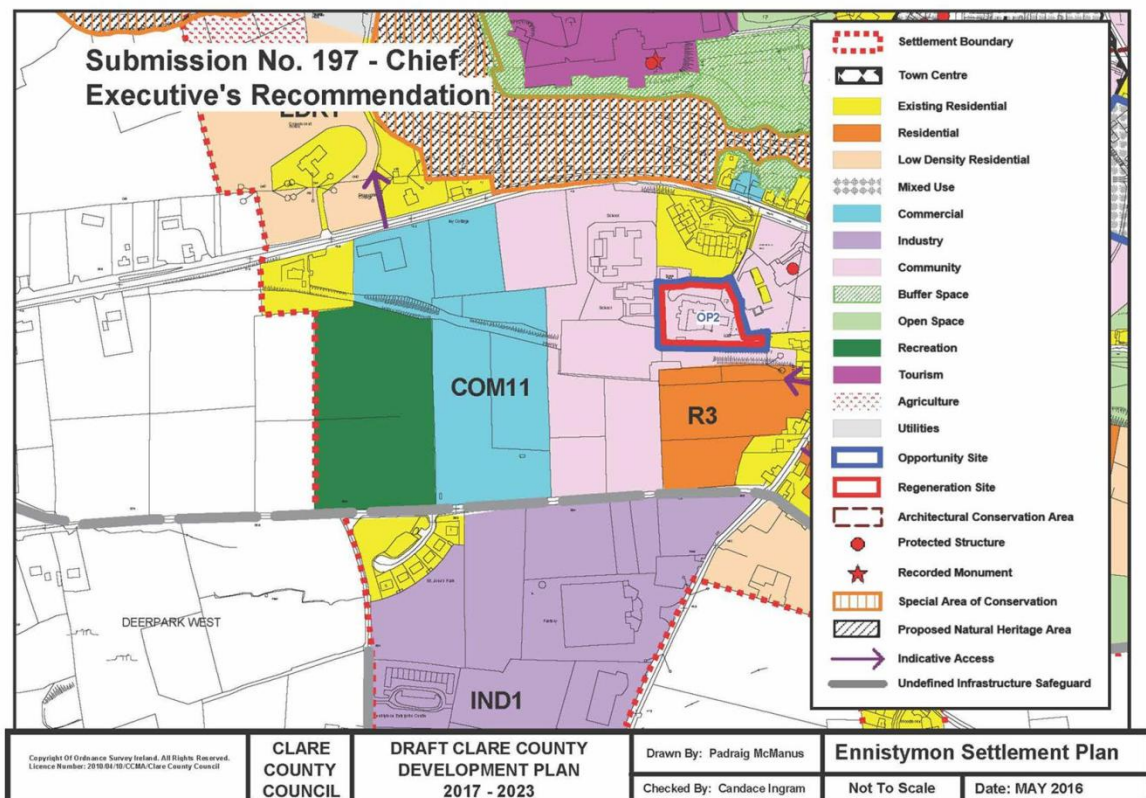 Submission No. 197 - Chief
Executive's Recommendation
LDR1
COM11
OP2
R3
IND1
DEERPARK WEST
School
School
Settlement Boundary
Town Centre
Existing Residential
Residential
Low Density Residential
Mixed Use
Commercial
Industry
Community
Buffer Space
Open Space
Recreation
Tourism
Agriculture
Utilities
Opportunity Site
Regeneration Site
Architectural Conservation Area
Protected Structure
Recorded Monument
Special Area of Conservation
Proposed Natural Heritage Area
Indicative Access
Undefined Infrastructure Safeguard
Copyright Of Ordnance Survey Ireland. All Rights Reserved.
Licence Number: 2010/04/10/CCMA/Clare County Council
CLARE
COUNTY
COUNCIL
DRAFT CLARE COUNTY
DEVELOPMENT PLAN
2017 - 2023
Drawn By: Padraig McManus
Checked By: Candace Ingram
Ennistymon Settlement Plan
Not To Scale
Date: MAY 2016